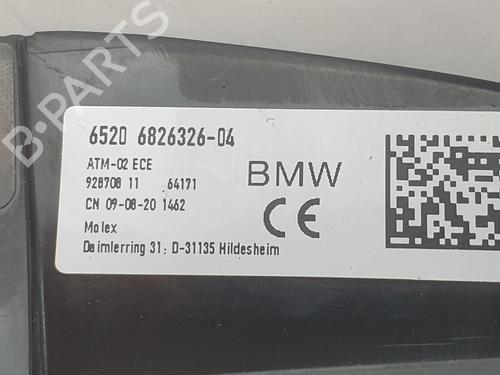 B-PARTS
6520 6826326-04
ATM-02 ECE
928708 11 64171
CN 09-08-20 1462
Molex
Daimlerring 31; D-31135 Hildesheim
BMW
CE